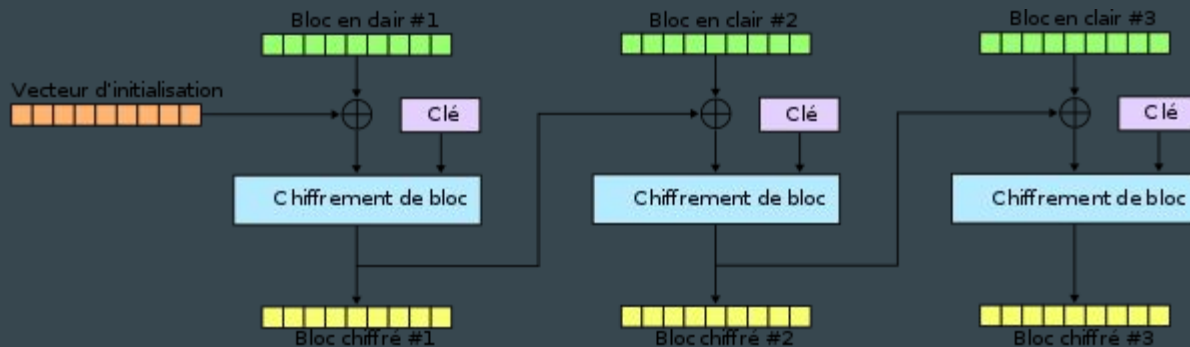 Bloc en dair #1
Bloc en clair #2
Bloc en clair #3
Vecteur d'initialisation
Clé
Clé
Clé
Chiffrement de bloc
Chiffrement de bloc
Chiffrement de bloc
Bloc chiffré #1
Bloc chiffré #2
Bloc chiffré #3